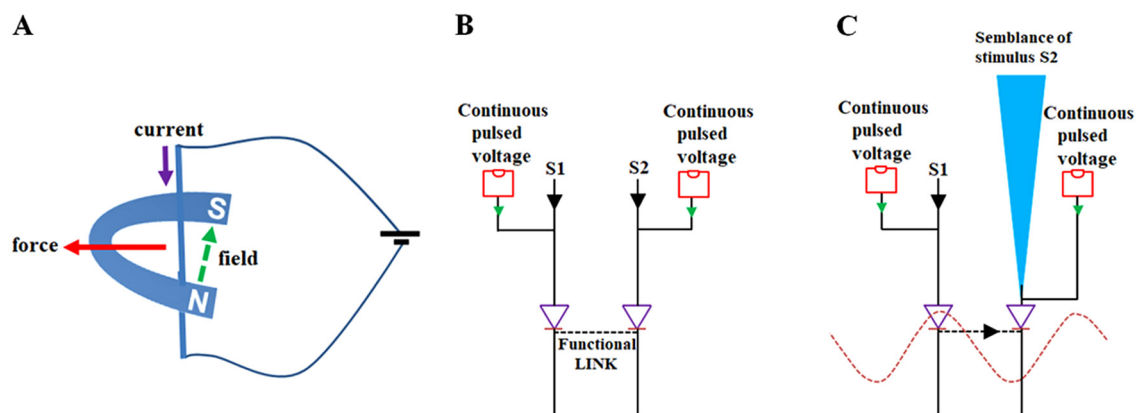 A
current
S
force
field
N
B
Continuous
pulsed
voltage
S1
S2
Continuous
pulsed
voltage
Functional
LINK
C
Semblance of
stimulus S2
Continuous
pulsed
voltage
S1
Continuous
pulsed
voltage